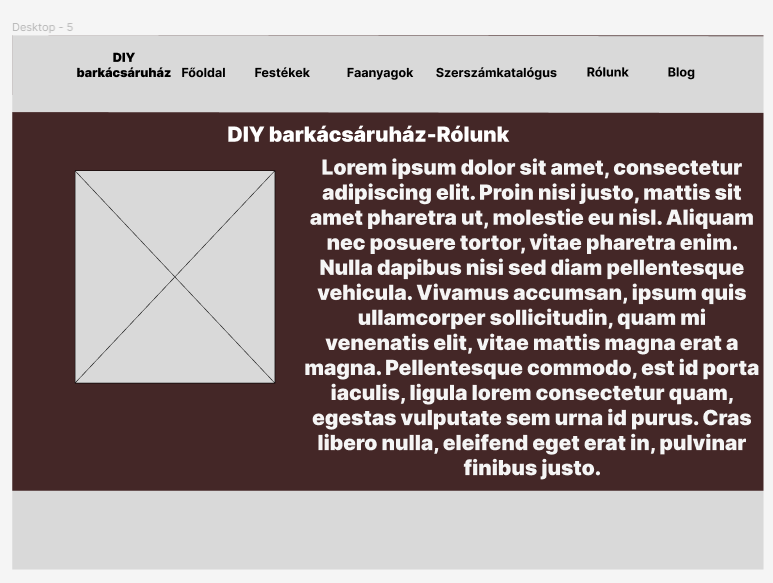 Desktop - 5
DIY
barkácsáruház Főoldal Festékek Faanyagok Szerszámkatalógus Rólunk Blog
DIY barkácsáruház-Rólunk
Lorem ipsum dolor sit amet, consectetur
adipiscing elit. Proin nisi justo, mattis sit
amet pharetra ut, molestie eu nisl. Aliquam
nec posuere tortor, vitae pharetra enim.
Nulla dapibus nisi sed diam pellentesque
vehicula. Vivamus accumsan, ipsum quis
ullamcorper sollicitudin, quam mi
venenatis elit, vitae mattis magna erat a
magna. Pellentesque commodo, est id porta
iaculis, ligula lorem consectetur quam,
egestas vulputate sem urna id purus. Cras
libero nulla, eleifend eget erat in, pulvinar
finibus justo.